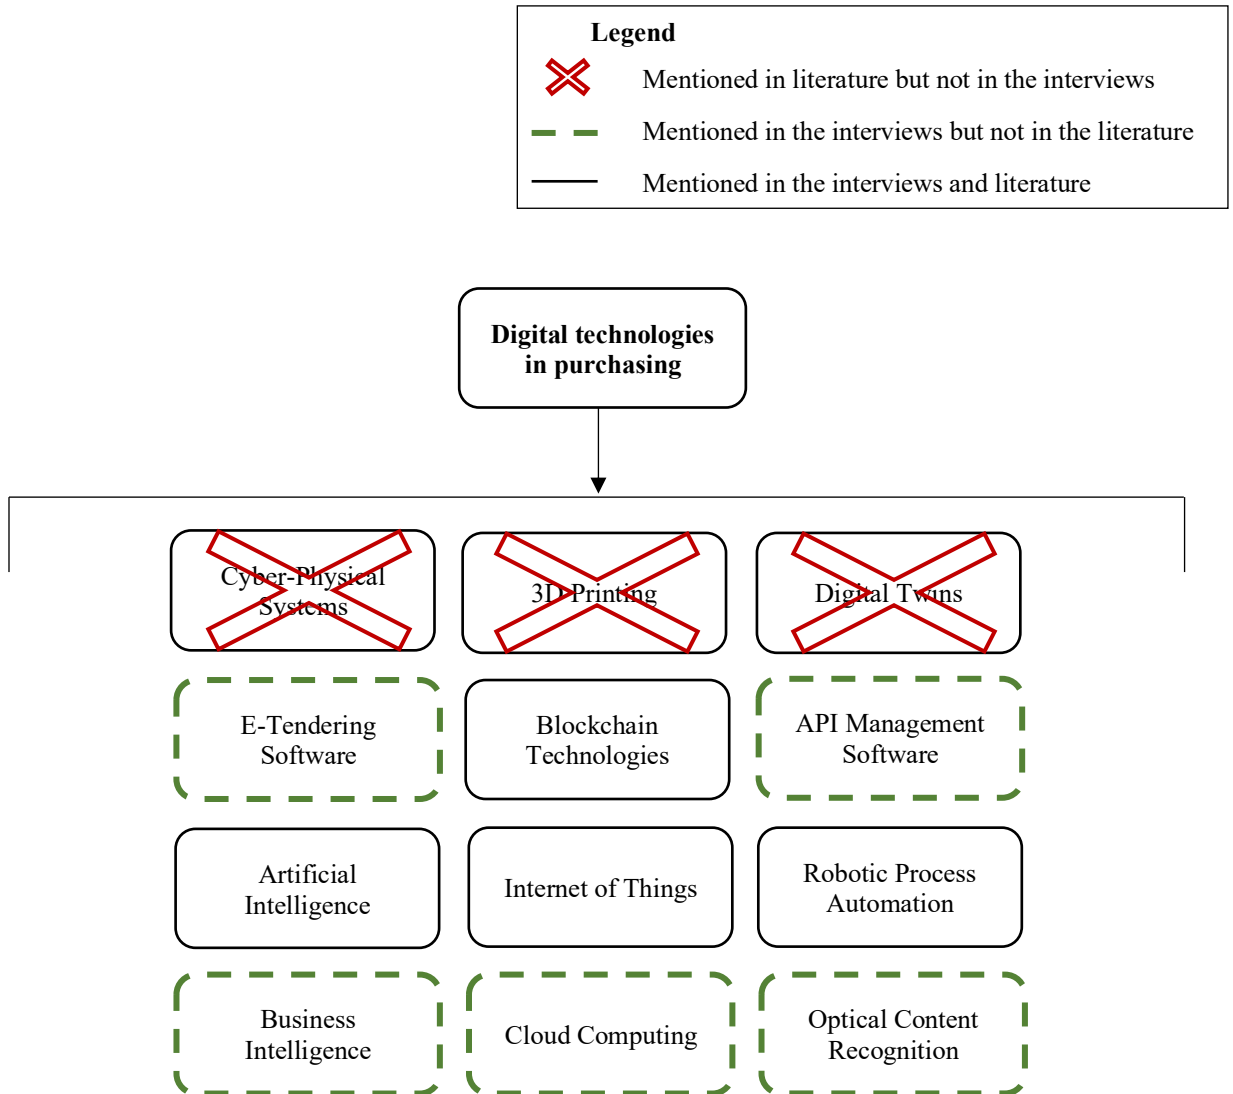 Legend
Mentioned in literature but not in the interviews
Mentioned in the interviews but not in the literature
Mentioned in the interviews and literature
Digital technologies
in purchasing
Cyber-Physical
Systems
3D Printing
Digital Twins
E-Tendering
Software
Blockchain
Technologies
API Management
Software
Artificial
Intelligence
Internet of Things
Robotic Process
Automation
Business
Intelligence
Cloud Computing
Optical Content
Recognition